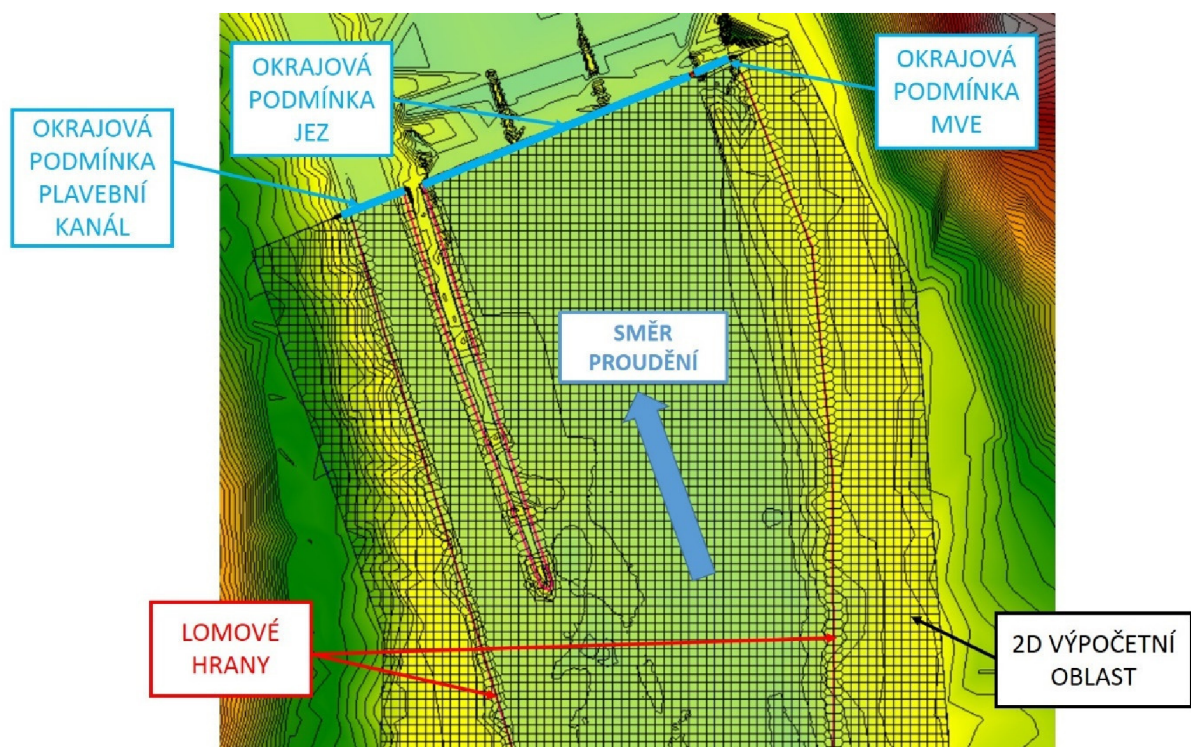 OKRAJOVÁ
PODMÍNKA
JEZ
OKRAJOVÁ
PODMÍNKA
MVE
OKRAJOVÁ
PODMÍNKA
PLAVEBNÍ
KANÁL
SMĚR
PROUDĚNÍ
LOMOVÉ
HRANY
2D VÝPOČETNÍ
OBLAST